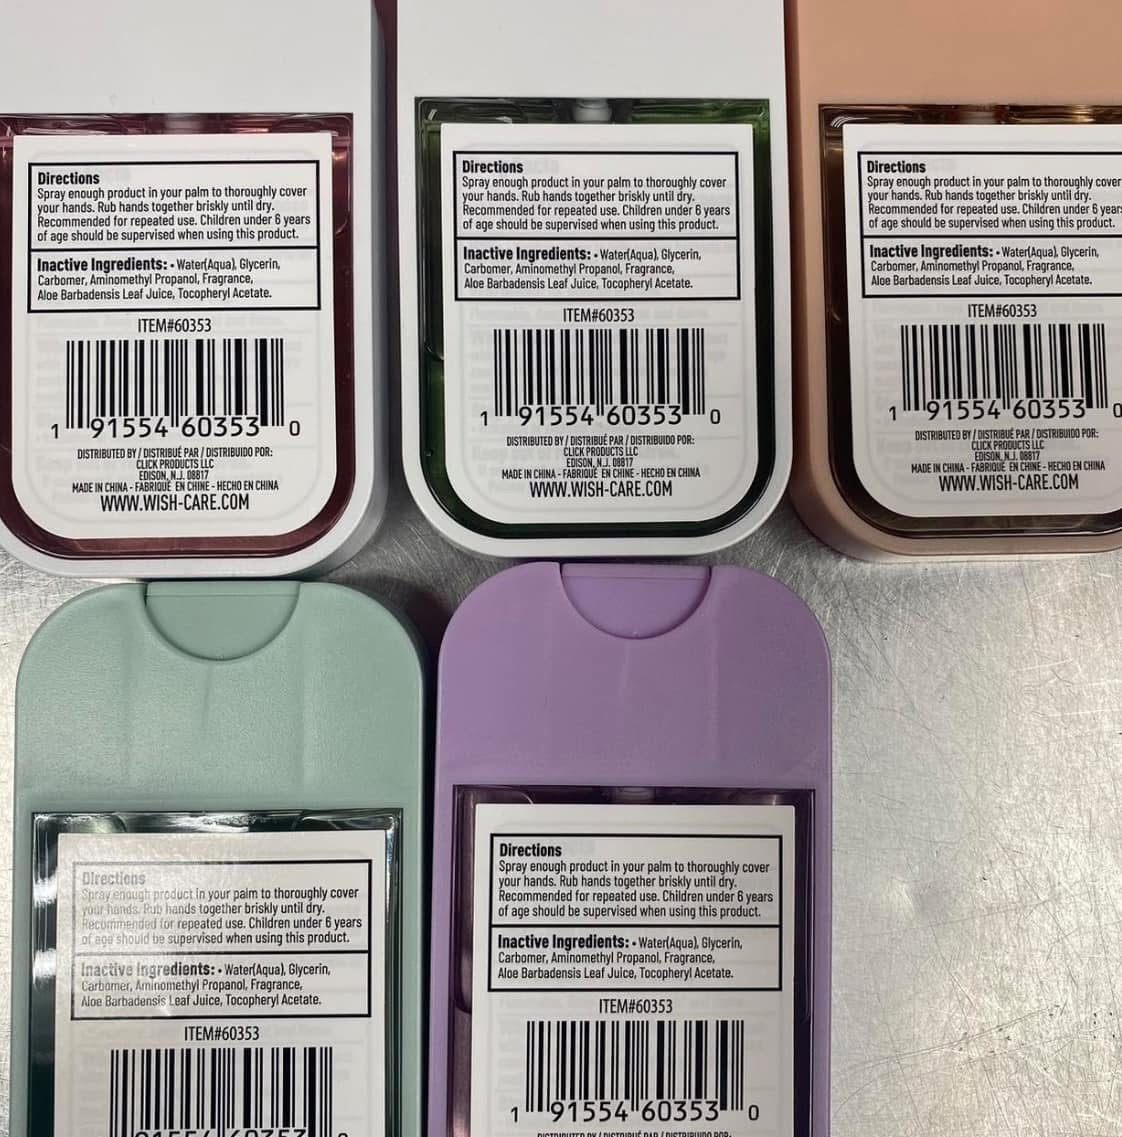 Directions
Spray enough product in your palm to thoroughly cover
your hands. Rub hands together briskly until dry.
Recommended for repeated use. Children under 6 years
of age should be supervised when using this product.
Inactive Ingredients: • Water(Aqua), Glycerin,
Carbomer, Aminomethyl Propanol, Fragrance,
Aloe Barbadensis Leaf Juice, Tocopheryl Acetate.
ITEM#60353
1 91554 60353 0
DISTRIBUTED BY / DISTRIBUÉ PAR / DISTRIBUIDO POR:
CLICK PRODUCTS LLC
EDISON, N.J. 08817
MADE IN CHINA - FABRIQUÉ EN CHINE - HECHO EN CHINA
WWW.WISH-CARE.COM
Directions
Spray enough product in your palm to thoroughly cover
your hands. Rub hands together briskly until dry.
Recommended for repeated use. Children under 6 years
of age should be supervised when using this product.
Inactive Ingredients: • Water(Aqua), Glycerin,
Carbomer, Aminomethyl Propanol, Fragrance,
Aloe Barbadensis Leaf Juice, Tocopheryl Acetate.
ITEM#60353
1 91554 60353 0
DISTRIBUTED BY / DISTRIBUÉ PAR / DISTRIBUIDO POR:
CLICK PRODUCTS LLC
EDISON, N.J. 08817
MADE IN CHINA - FABRIQUÉ EN CHINE - HECHO EN CHINA
WWW.WISH-CARE.COM
Directions
Spray enough product in your palm to thoroughly cover
your hands. Rub hands together briskly until dry.
Recommended for repeated use. Children under 6 years
of age should be supervised when using this product.
Inactive Ingredients: • Water(Aqua), Glycerin,
Carbomer, Aminomethyl Propanol, Fragrance,
Aloe Barbadensis Leaf Juice, Tocopheryl Acetate.
ITEM#60353
1 91554 60353 0
DISTRIBUTED BY / DISTRIBUÉ PAR / DISTRIBUIDO POR:
CLICK PRODUCTS LLC
EDISON, N.J. 08817
MADE IN CHINA - FABRIQUÉ EN CHINE - HECHO EN CHINA
WWW.WISH-CARE.COM
Directions
Spray enough product in your palm to thoroughly cover
your hands. Rub hands together briskly until dry.
Recommended for repeated use. Children under 6 years
of age should be supervised when using this product.
Inactive Ingredients: • Water(Aqua), Glycerin,
Carbomer, Aminomethyl Propanol, Fragrance,
Aloe Barbadensis Leaf Juice, Tocopheryl Acetate.
ITEM#60353
91554 60353 0
Directions
Spray enough product in your palm to thoroughly cover
your hands. Rub hands together briskly until dry.
Recommended for repeated use. Children under 6 years
of age should be supervised when using this product.
Inactive Ingredients: • Water(Aqua), Glycerin,
Carbomer, Aminomethyl Propanol, Fragrance,
Aloe Barbadensis Leaf Juice, Tocopheryl Acetate.
ITEM#60353
1 91554 60353 0
DISTRIBUTED BY / DISTRIBUÉ PAR / DISTRIBUIDO POR: